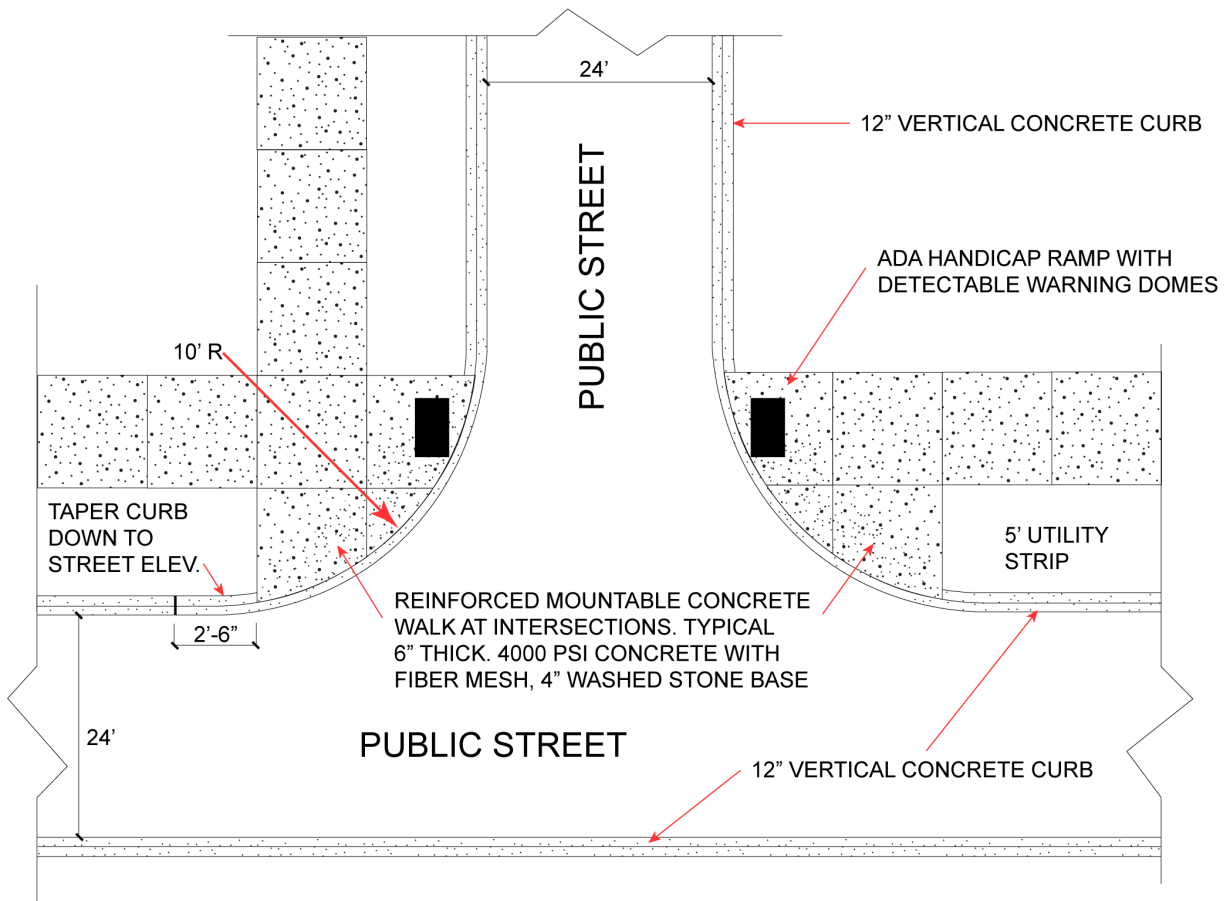 24’
12” VERTICAL CONCRETE CURB
PUBLIC STREET
ADA HANDICAP RAMP WITH
DETECTABLE WARNING DOMES
10’ R
TAPER CURB
DOWN TO
STREET ELEV.
5’ UTILITY
STRIP
2’-6”
REINFORCED MOUNTABLE CONCRETE
WALK AT INTERSECTIONS. TYPICAL
6” THICK. 4000 PSI CONCRETE WITH
FIBER MESH, 4” WASHED STONE BASE
24’
PUBLIC STREET
12” VERTICAL CONCRETE CURB